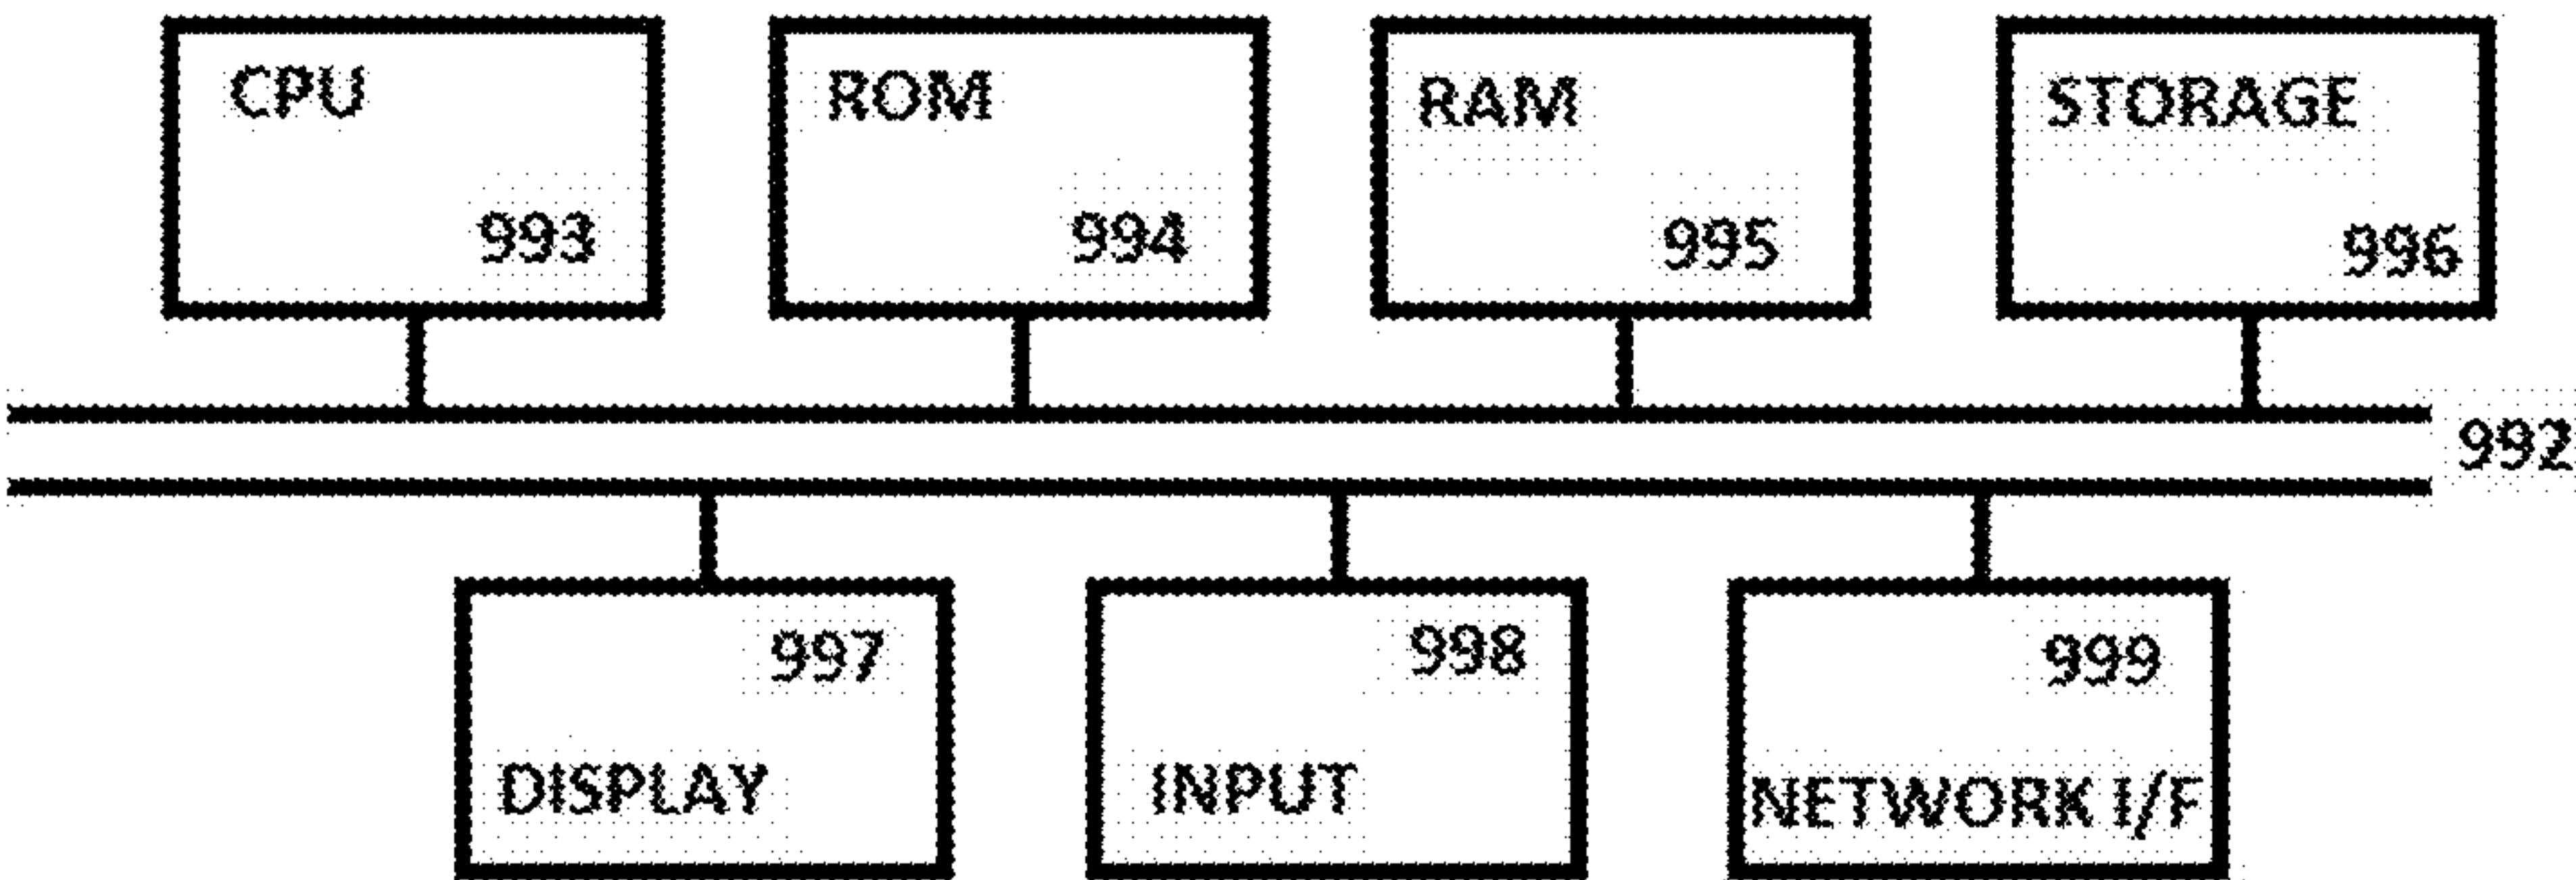 CPU
993
ROM
994
RAM
995
STORAGE
996
992
997
DISPLAY
998
INPUT
999
NETWORK I/F